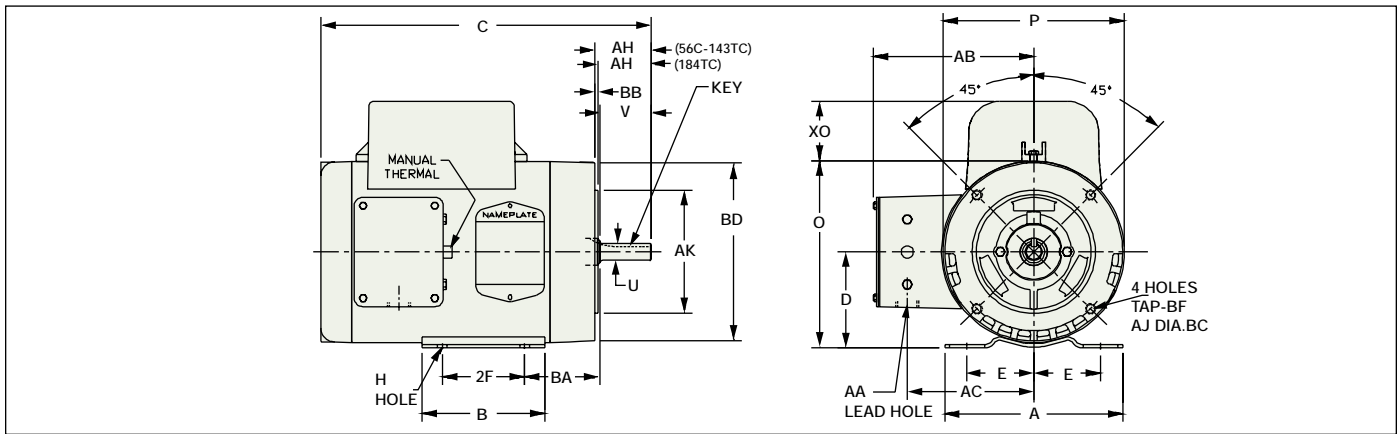 C
AH
(56C-143TC)
AH
(184TC)
BB
V
KEY
MANUAL
THERMAL
NAMEPLATE
BD
AK
U
H
HOLE
2F
BA
B
P
AB
45°
45°
XO
O
D
4 HOLES
TAP-BF
AJ DIA.BC
E
E
AA
LEAD HOLE
AC
A